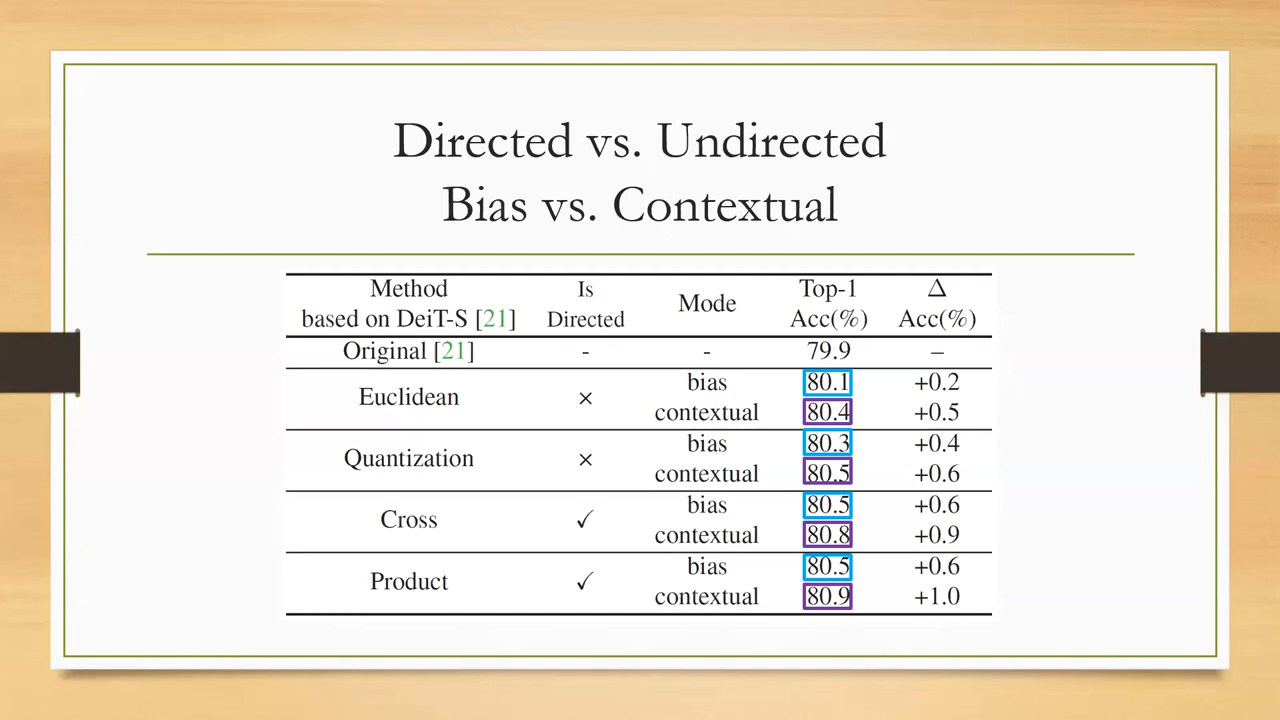 Directed vs. Undirected
Bias vs. Contextual
Method based on DeiT-S [21] Is Directed Mode Top-1 Acc(%) Δ Acc(%)
Original [21] - - 79.9 –
Euclidean × bias 80.1 +0.2
contextual 80.4 +0.5
Quantization × bias 80.3 +0.4
contextual 80.5 +0.6
Cross ✓ bias 80.5 +0.6
contextual 80.8 +0.9
Product ✓ bias 80.5 +0.6
contextual 80.9 +1.0